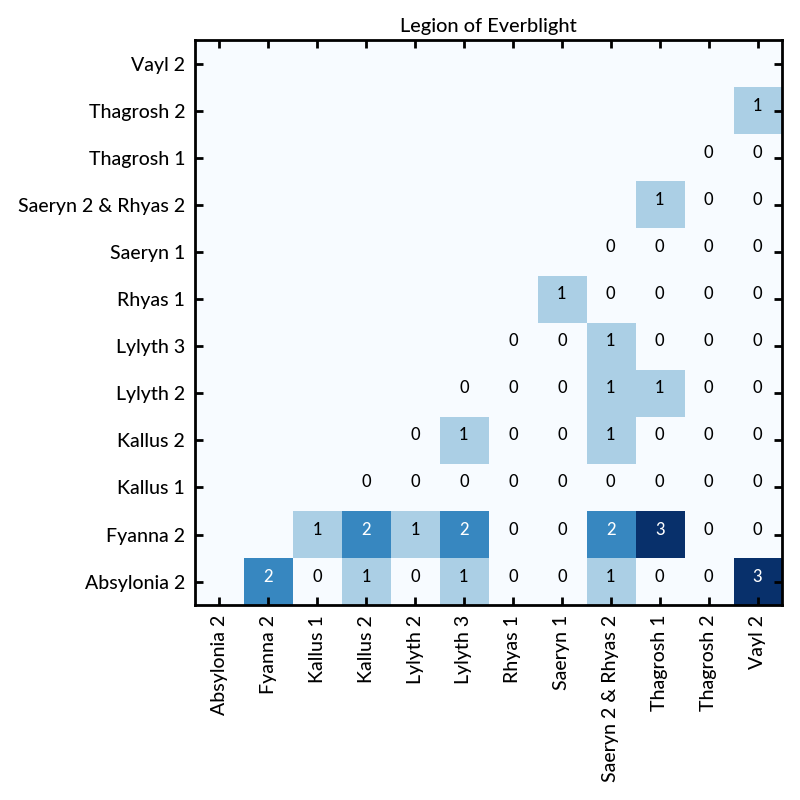 Legion of Everblight
Vayl 2
Thagrosh 2 1
Thagrosh 1 0 0
Saeryn 2 & Rhyas 2 1 0 0
Saeryn 1 0 0 0 0
Rhyas 1 1 0 0 0 0
Lylyth 3 0 0 1 0 0 0
Lylyth 2 0 0 0 1 1 0 0
Kallus 2 0 1 0 0 1 0 0 0
Kallus 1 0 0 0 0 0 0 0 0 0
Fyanna 2 1 2 1 2 0 0 2 3 0 0
Absylonia 2 2 0 1 0 1 0 0 1 0 0 3
Absylonia 2
Fyanna 2
Kallus 1
Kallus 2
Lylyth 2
Lylyth 3
Rhyas 1
Saeryn 1
Saeryn 2 & Rhyas 2
Thagrosh 1
Thagrosh 2
Vayl 2